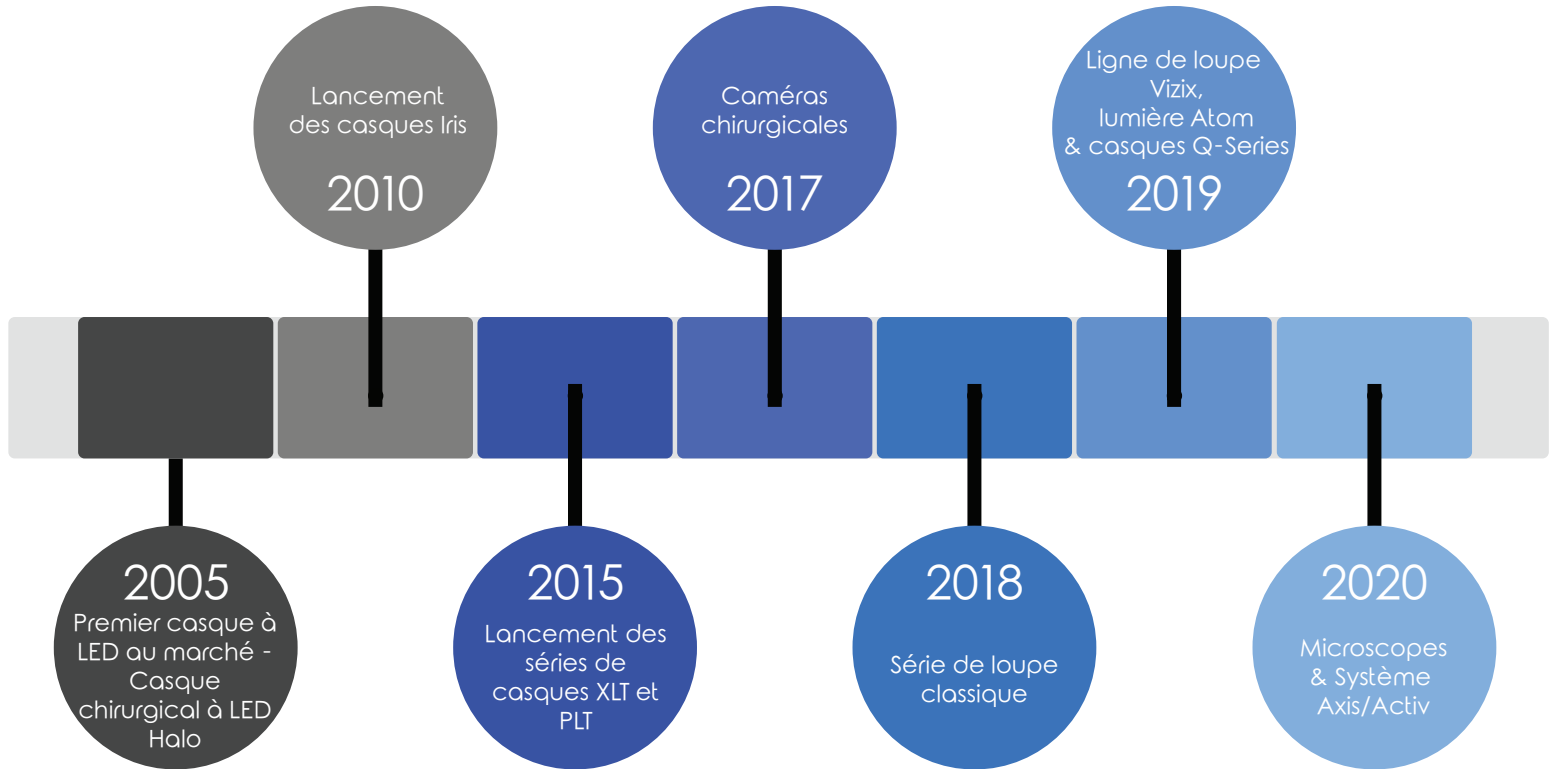 Lancement
des casques Iris
2010
Caméras
chirurgicales
2017
Ligne de loupe
Vizix,
lumière Atom
& casques Q-Series
2019
2005
Premier casque à
LED au marché -
Casque
chirurgical à LED
Halo
2015
Lancement des
séries de
casques XLT et
PLT
2018
Série de loupe
classique
2020
Microscopes
& Système
Axis/Activ